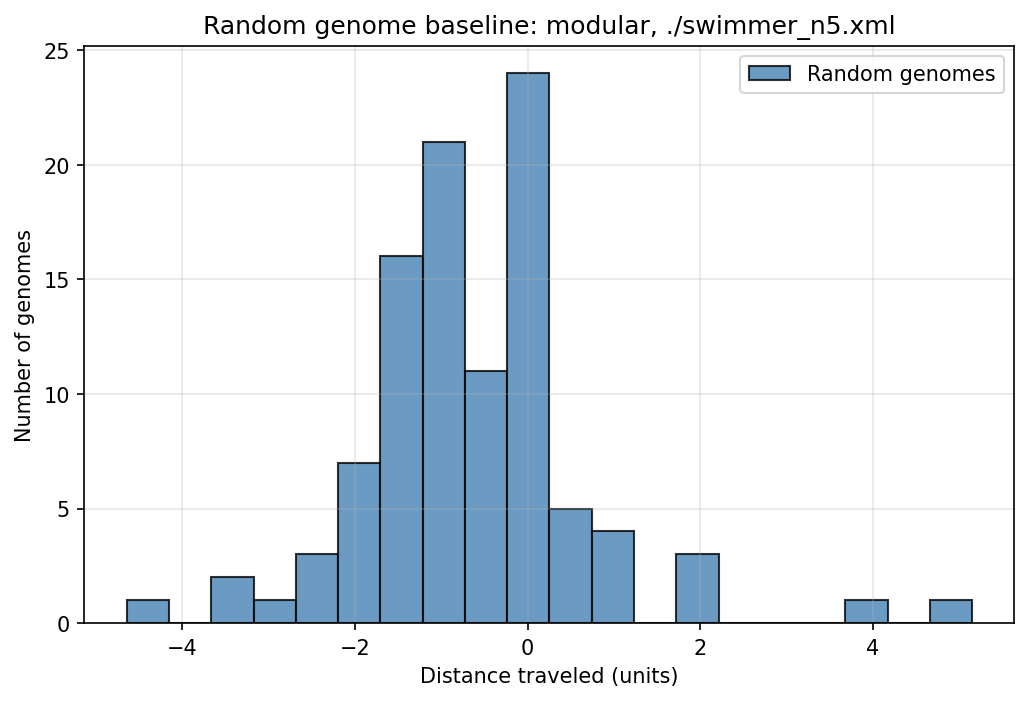 Random genome baseline: modular, ./swimmer_n5.xml
Random genomes
Number of genomes
25
20
15
10
5
0
−4
−2
0
2
4
Distance traveled (units)